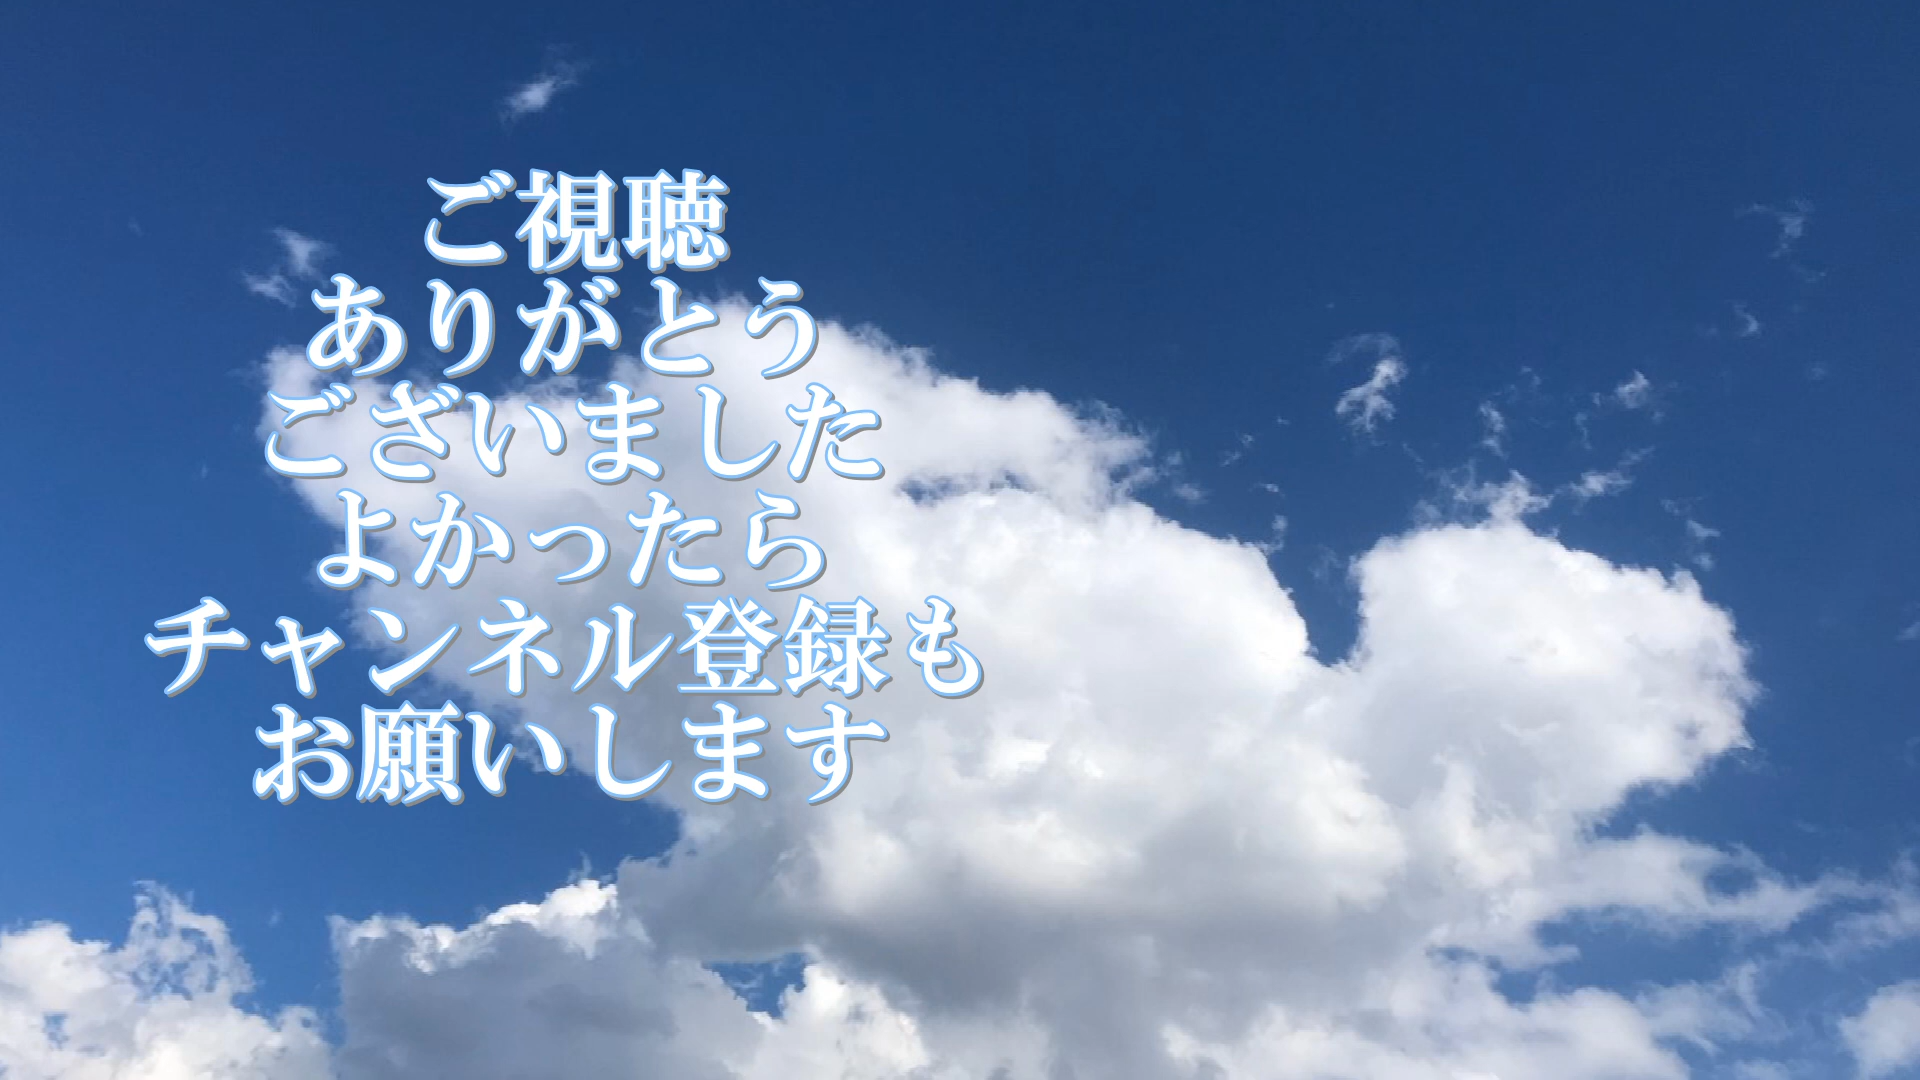 ご視聴
ありがとう
ございました
よかったら
チャンネル登録も
お願いします